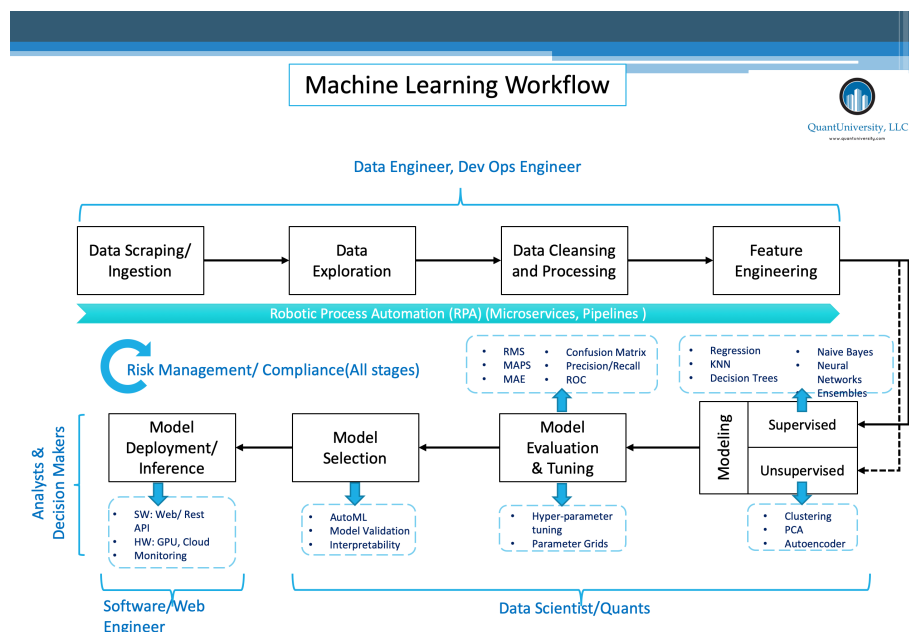 Machine Learning Workflow
QuantUniversity, LLC
www.quantuniversity.com
Data Engineer, Dev Ops Engineer
Data Scraping/
Ingestion
Data
Exploration
Data Cleansing
and Processing
Feature
Engineering
Robotic Process Automation (RPA) (Microservices, Pipelines )
Risk Management/ Compliance(All stages)
• RMS
• MAPS
• MAE
• Confusion Matrix
• Precision/Recall
• ROC
• Regression
• KNN
• Decision Trees
• Naive Bayes
• Neural
Networks
Ensembles
Analysts &
Decision Makers
Model
Deployment/
Inference
Model
Selection
Model
Evaluation
& Tuning
Modeling
Supervised
Unsupervised
• SW: Web/ Rest
API
• HW: GPU, Cloud
• Monitoring
• AutoML
• Model Validation
• Interpretability
• Hyper-parameter
tuning
• Parameter Grids
• Clustering
• PCA
• Autoencoder
Software/Web
Engineer
Data Scientist/Quants